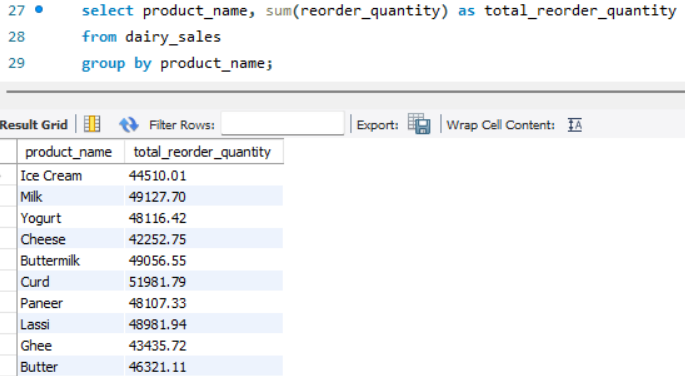 27 select product_name, sum(reorder_quantity) as total_reorder_quantity
28 from dairy_sales
29 group by product_name;
Result Grid Filter Rows: Export: Wrap Cell Content: IA
product_name total_reorder_quantity
Ice Cream 44510.01
Milk 49127.70
Yogurt 48116.42
Cheese 42252.75
Buttermilk 49056.55
Curd 51981.79
Paneer 48107.33
Lassi 48981.94
Ghee 43435.72
Butter 46321.11